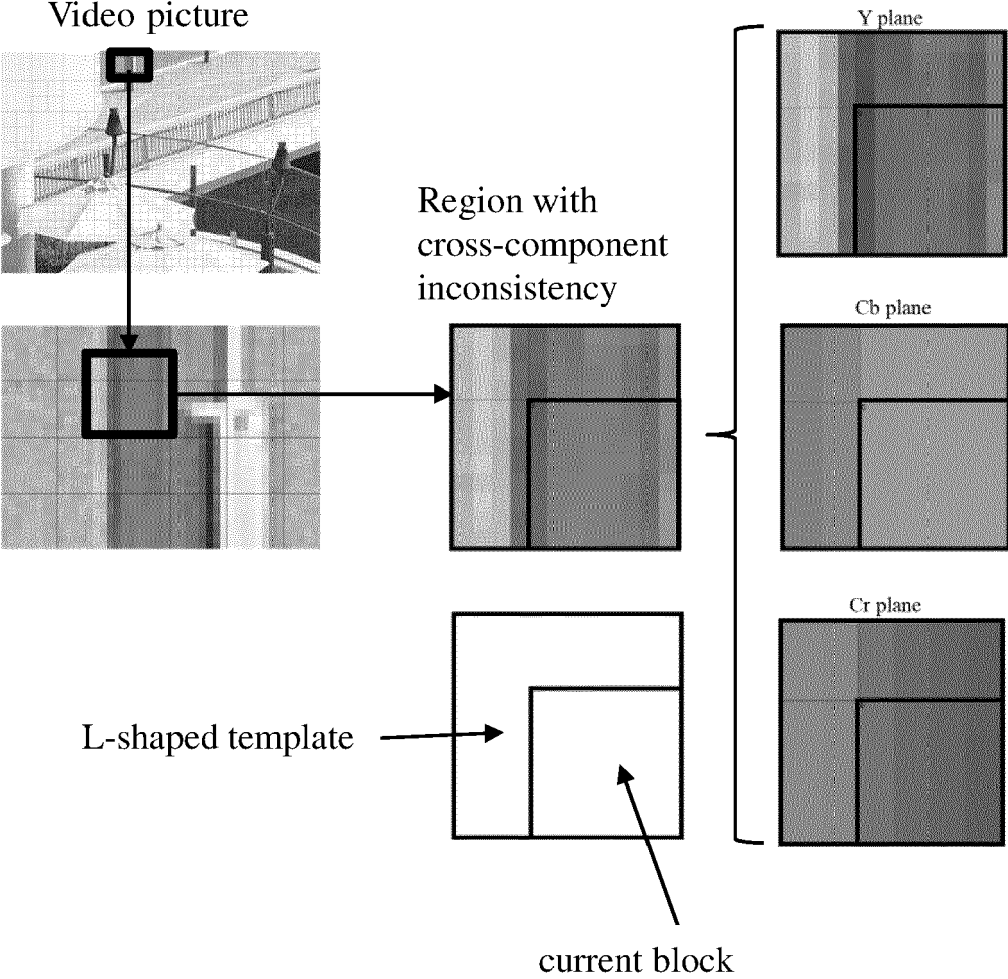 Video picture
Y plane
Region with
cross-component
inconsistency
Cb plane
Cr plane
L-shaped template
current block